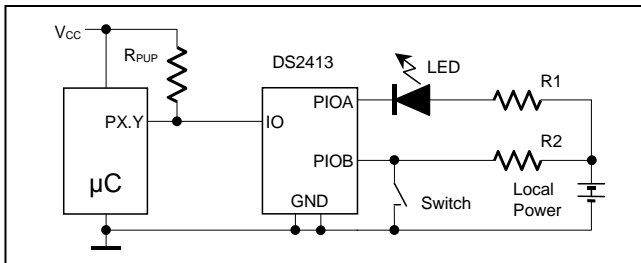 VCC
RPUP
DS2413
LED
R1
PIOA
PX.Y
IO
R2
PIOB
µC
GND
Switch
Local
Power